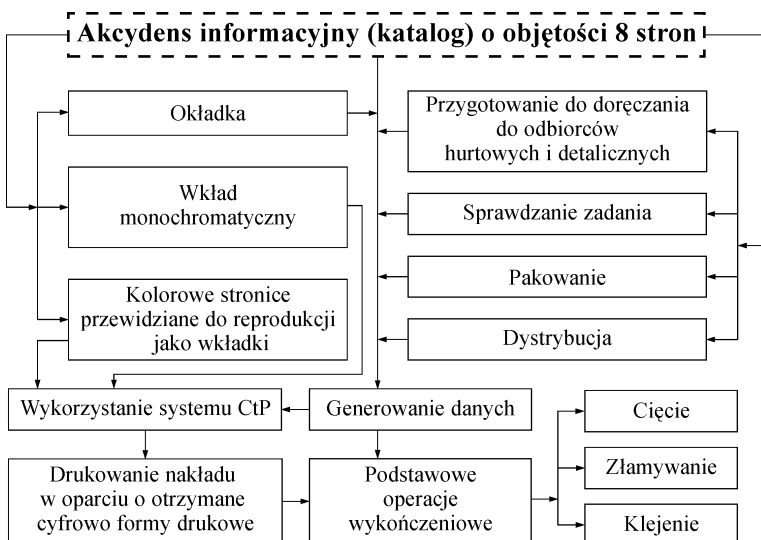 Akcydens informacyjny (katalog) o objętości 8 stron
Okładka
Wkład
monochromatyczny
Kolorowe stronice
przewidziane do reprodukcji
jako wkładki
Przygotowanie do doręczania
do odbiorców
hurtowych i detalicznych
Sprawdzanie zadania
Pakowanie
Dystrybucja
Wykorzystanie systemu CtP
Generowanie danych
Drukowanie nakładu
w oparciu o otrzymane
cyfrowo formy drukowe
Podstawowe
operacje
wykończeniowe
Cięcie
Złamywanie
Klejenie